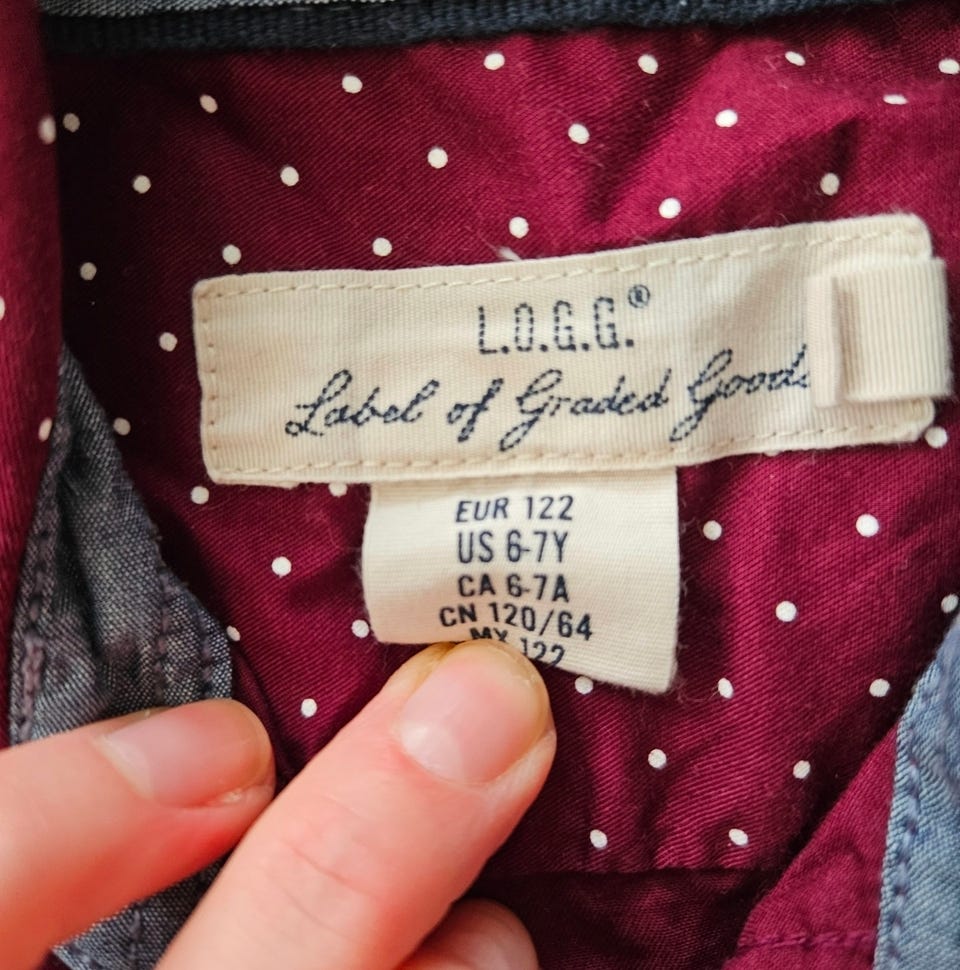 L.O.G.G.®
Label of Graded Goods
EUR 122
US 6-7Y
CA 6-7A
CN 120/64
MX 122